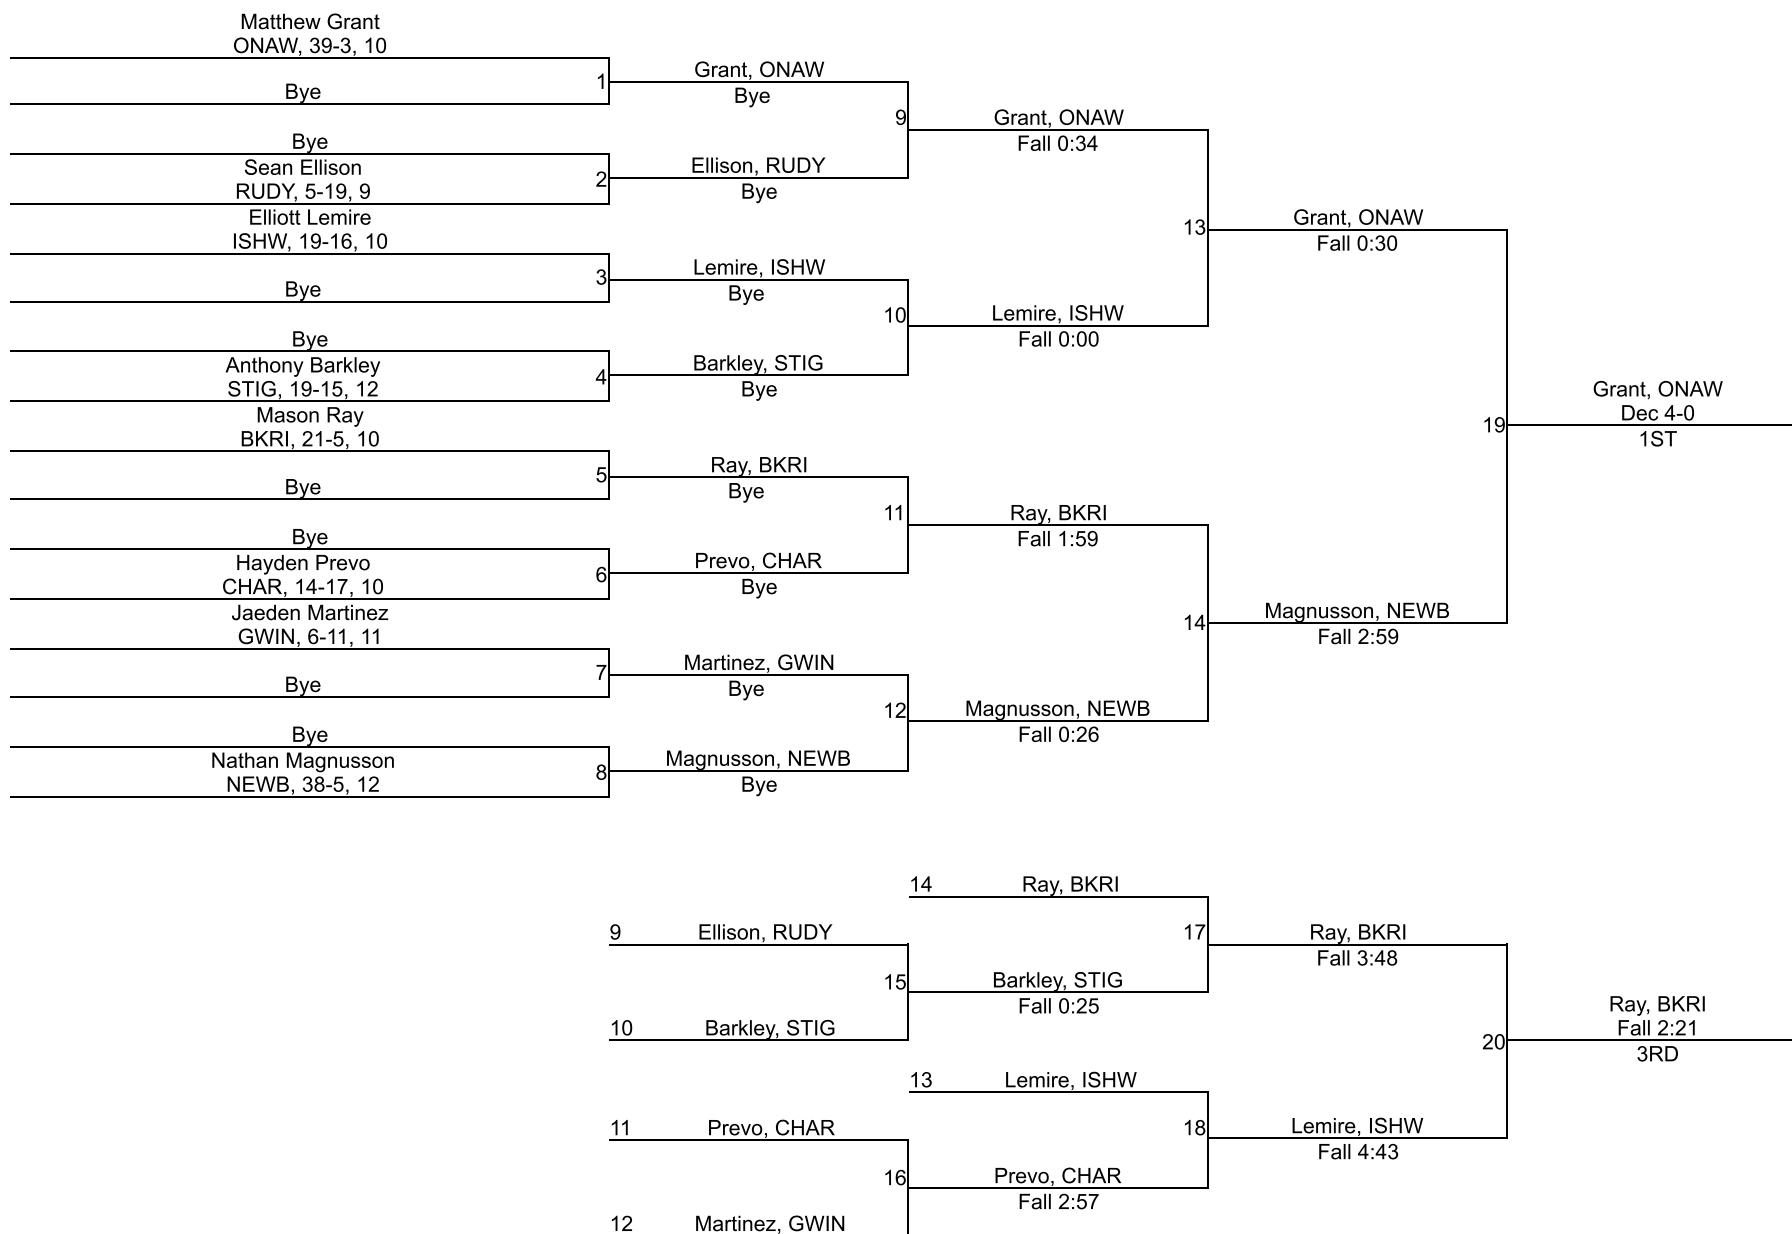 Matthew Grant
ONAW, 39-3, 10
1
Bye
Bye
Sean Ellison
RUDY, 5-19, 9
2
Elliott Lemire
ISHW, 19-16, 10
3
Bye
Bye
Anthony Barkley
STIG, 19-15, 12
4
Mason Ray
BKRI, 21-5, 10
5
Bye
Bye
Hayden Prevo
CHAR, 14-17, 10
6
Jaeden Martinez
GWIN, 6-11, 11
7
Bye
Bye
Nathan Magnusson
NEWB, 38-5, 12
8
Grant, ONAW
Bye
9
Ellison, RUDY
Bye
Lemire, ISHW
Bye
10
Barkley, STIG
Bye
Ray, BKRI
Bye
11
Prevo, CHAR
Bye
Martinez, GWIN
Bye
12
Magnusson, NEWB
Bye
Grant, ONAW
Fall 0:34
13
Lemire, ISHW
Fall 0:00
Ray, BKRI
Fall 1:59
14
Magnusson, NEWB
Fall 0:26
Grant, ONAW
Fall 0:30
19
Magnusson, NEWB
Fall 2:59
Grant, ONAW
Dec 4-0
1ST
14 Ray, BKRI
9 Ellison, RUDY
17
15
Barkley, STIG
Fall 0:25
10 Barkley, STIG
Ray, BKRI
Fall 3:48
13 Lemire, ISHW
11 Prevo, CHAR
18
16
Prevo, CHAR
Fall 2:57
12 Martinez, GWIN
Lemire, ISHW
Fall 4:43
20
Ray, BKRI
Fall 2:21
3RD